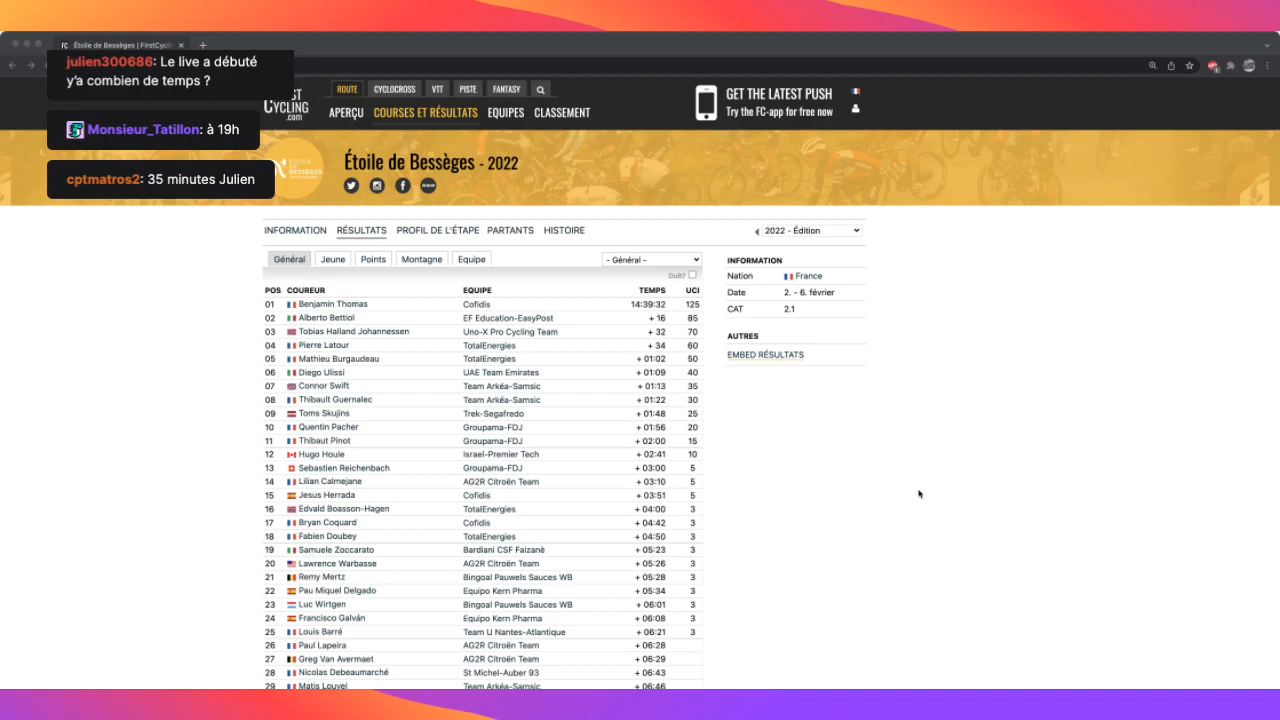 Étoile de Bessèges | FirstCycli
julien300686: Le live a débuté
y'a combien de temps ?
Monsieur_Tatillon: à 19h
cptmatros2: 35 minutes Julien
ST
CYCLING
.com
ROUTE CYCLOCROSS VTT PISTE FANTASY
APERÇU COURSES ET RÉSULTATS EQUIPES CLASSEMENT
GET THE LATEST PUSH
Try the FC-app for free now
Étoile de Bessèges - 2022
INFORMATION RÉSULTATS PROFIL DE L'ÉTAPE PARTANTS HISTOIRE
2022 - Édition
Général Jeune Points Montagne Equipe
- Général -
Do8?
POS COUREUR EQUIPE TEMPS UCI
01 Benjamin Thomas Cofidis 14:39:32 125
02 Alberto Bettiol EF Education-EasyPost + 16 85
03 Tobias Halland Johannessen Uno-X Pro Cycling Team + 32 70
04 Pierre Latour TotalEnergies + 34 60
05 Mathieu Burgaudeau TotalEnergies + 01:02 50
06 Diego Ulissi UAE Team Emirates + 01:09 40
07 Connor Swift Team Arkéa-Samsic + 01:13 35
08 Thibault Guernalec Team Arkéa-Samsic + 01:22 30
09 Toms Skujins Trek-Segafredo + 01:48 25
10 Quentin Pacher Groupama-FDJ + 01:56 20
11 Thibaut Pinot Groupama-FDJ + 02:00 15
12 Hugo Houle Israel-Premier Tech + 02:41 10
13 Sebastien Reichenbach Groupama-FDJ + 03:00 5
14 Lilian Calmejane AG2R Citroën Team + 03:10 5
15 Jesus Herrada Cofidis + 03:51 5
16 Edvald Boasson-Hagen TotalEnergies + 04:00 3
17 Bryan Coquard Cofidis + 04:42 3
18 Fabien Doubey TotalEnergies + 04:50 3
19 Samuele Zoccarato Bardiani CSF Faizanè + 05:23 3
20 Lawrence Warbasse AG2R Citroën Team + 05:26 3
21 Remy Mertz Bingoal Pauwels Sauces WB + 05:28 3
22 Pau Miquel Delgado Equipo Kern Pharma + 05:34 3
23 Luc Wirtgen Bingoal Pauwels Sauces WB + 06:01 3
24 Francisco Galván Equipo Kern Pharma + 06:08 3
25 Louis Barré Team U Nantes-Atlantique + 06:21 3
26 Paul Lapeira AG2R Citroën Team + 06:28
27 Greg Van Avermaet AG2R Citroën Team + 06:29
28 Nicolas Debeaumarché St Michel-Auber 93 + 06:43
29 Matis Louvel Team Arkéa-Samsic + 06:46
INFORMATION
Nation France
Date 2. - 6. février
CAT 2.1
AUTRES
EMBED RÉSULTATS